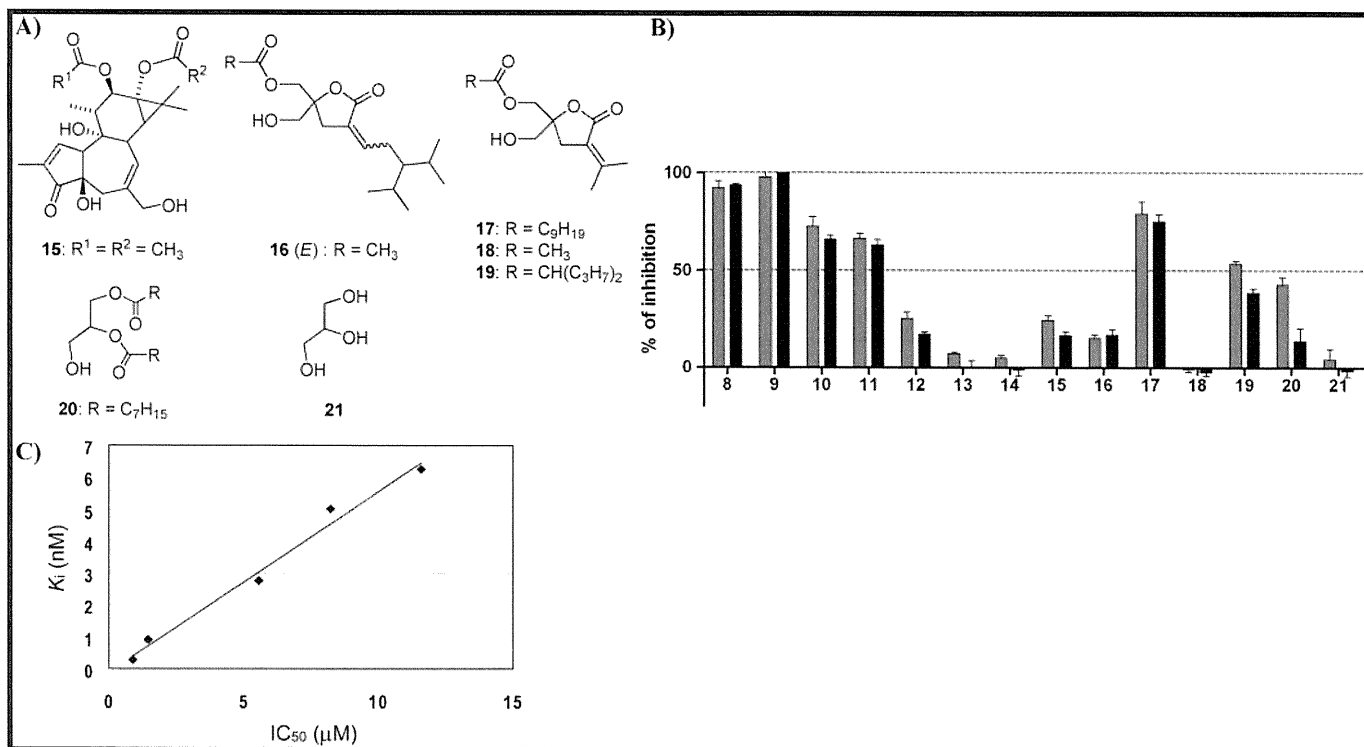 A)
O
R¹
O
O
O
R²
HO
O
OH
OH
15: R¹ = R² = CH₃
R
O
O
HO
O
O
16 (E) : R = CH₃
R
O
O
HO
O
O
17: R = C₉H₁₉
18: R = CH₃
19: R = CH(C₃H₇)₂
O
R
O
O
R
OH
O
20: R = C₇H₁₅
OH
OH
HO
21
B)
% of inhibition
100
50
0
8 9 10 11 12 13 14 15 16 17 18 19 20 21
C)
Kᵢ (nM)
7
6
5
4
3
2
1
0
0 5 10 15
IC₅₀ (μM)